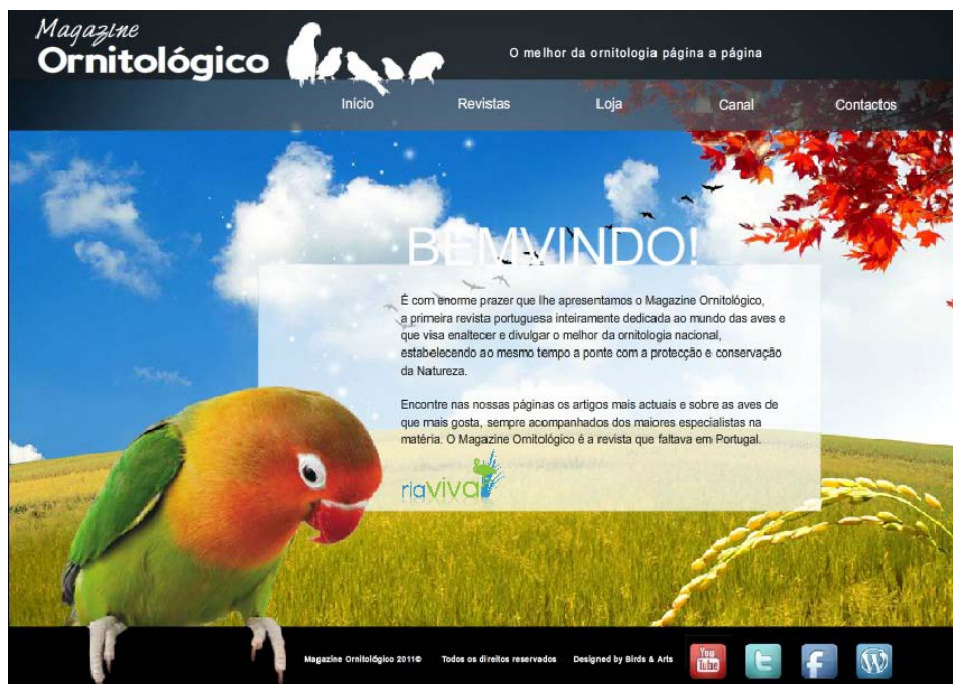 Magazine
Ornitológico
O melhor da ornitologia página a página
Início Revistas Loja Canal Contactos
BEMVINDO!
É com enorme prazer que lhe apresentamos o Magazine Ornitológico,
a primeira revista portuguesa inteiramente dedicada ao mundo das aves e
que visa enaltecer e divulgar o melhor da ornitologia nacional,
estabelecendo ao mesmo tempo a ponte com a protecção e conservação
da Natureza.
Encontre nas nossas páginas os artigos mais actuais e sobre as aves de
que mais gosta, sempre acompanhados dos maiores especialistas na
matéria. O Magazine Ornitológico é a revista que faltava em Portugal.
riaviva
Magazine Ornitológico 2011© Todos os direitos reservados Designed by Birds & Arts You Tube t f W